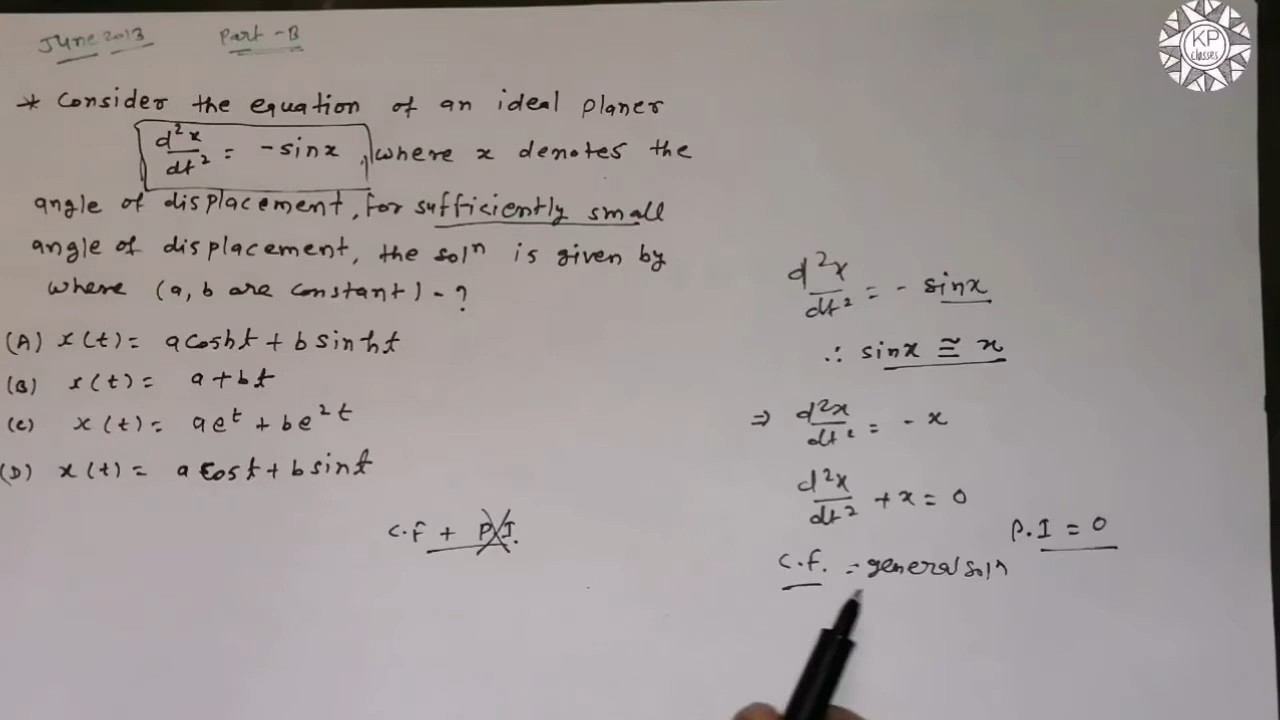 June 2013 Part-B
KP classes
* Consider the equation of an ideal planer
d²x/dt² = -sinx, where x denotes the
angle of displacement, for sufficiently small
angle of displacement, the solⁿ is given by
where (a, b are constant) - ?
(A) x(t) = a cosht + b sinht
(B) x(t) = a + bt
(c) x(t) = ae^t + be^2t
(D) x(t) = a cost + b sint
C.F + P.I.
d²x/dt² = - sinx
∴ sinx ≅ x
⇒ d²x/dt² = - x
d²x/dt² + x = 0
P.I = 0
C.F. = general solⁿ